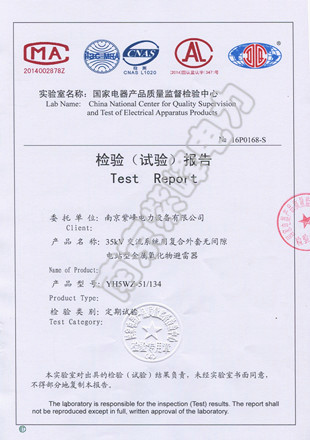 MA
2014002878Z
ilac-MRA
CNAS
CNAS L1020
AL
实验室名称：国家电器产品质量监督检验中心
Lab Name: China National Center for Quality Supervision
and Test of Electrical Apparatus Products
№ 16P0168-S
检验（试验）报告
Test Report
委托单位：南京紫峰电力设备有限公司
Client:
产品名称：35kV交流系统用复合外套无间隙
电站型金属氧化物避雷器
Name of Product:
产品型号：YH5WZ-51/134
Product Type:
检验类别：定期试验
Test Category:
本实验室对出具的检验（试验）结果负责，未经实验室书面同意，
不得部分地复制本报告。
The laboratory is responsible for the inspection (Test) results. The report shall
not be reproduced except in full, written approval of the laboratory.